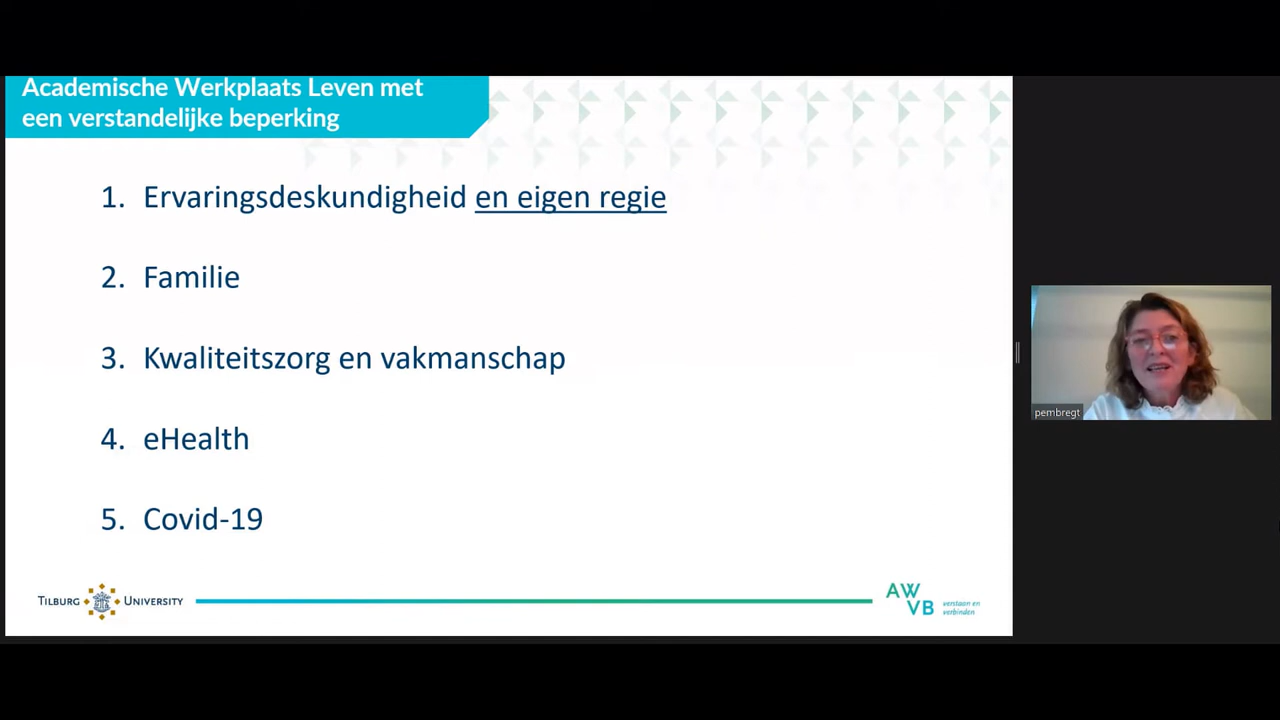 Academische Werkplaats Leven met
een verstandelijke beperking
1. Ervaringsdeskundigheid en eigen regie
2. Familie
3. Kwaliteitszorg en vakmanschap
4. eHealth
5. Covid-19
pembregt
TILBURG UNIVERSITY
AW
VB
verstaan en
verbinden